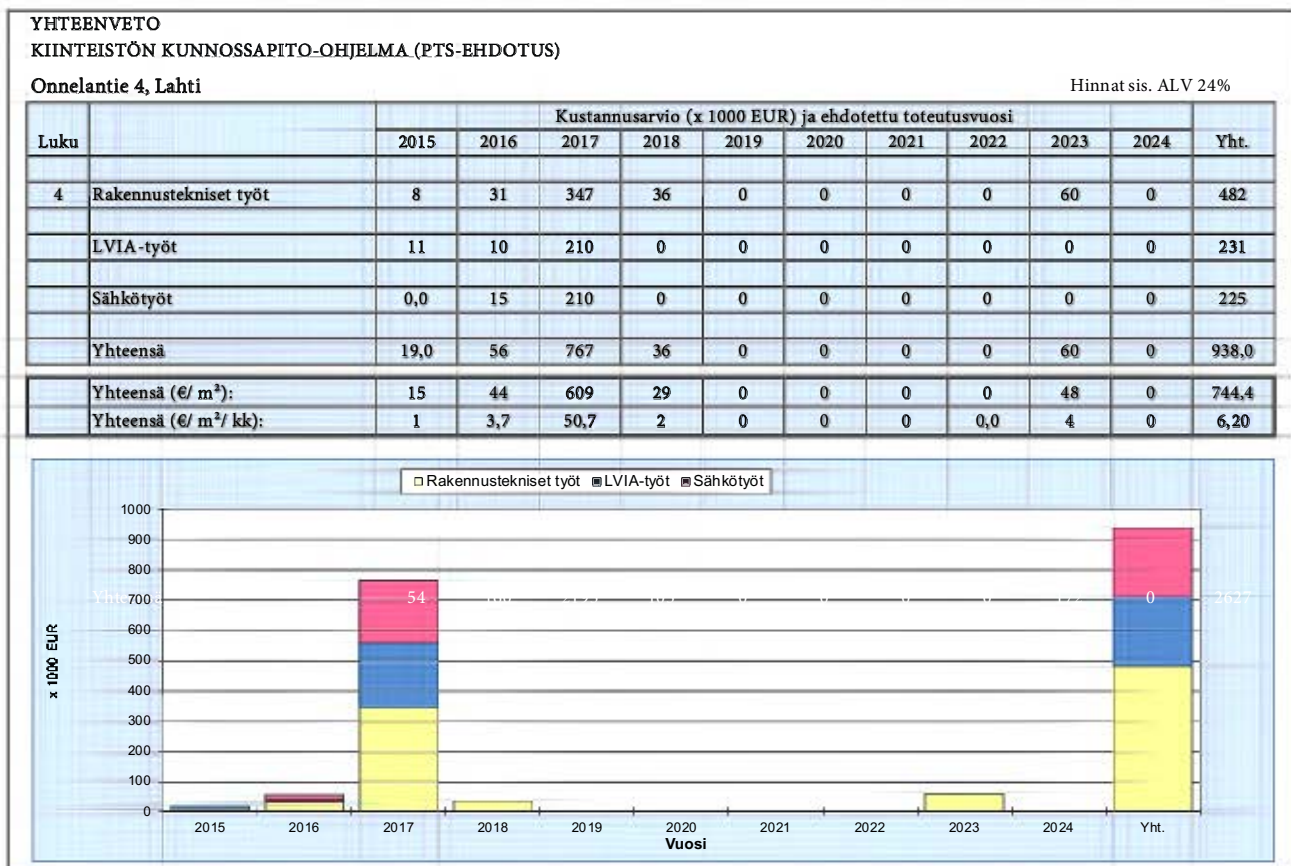 YHTEENVETO
KIINTEISTÖN KUNNOSSAPITO-OHJELMA (PTS-EHDOTUS)
Onnelantie 4, Lahti Hinnat sis. ALV 24%
Kustannusarvio (x 1000 EUR) ja ehdotettu toteutusvuosi
Luku 2015 2016 2017 2018 2019 2020 2021 2022 2023 2024 Yht.
4 Rakennustekniset työt 8 31 347 36 0 0 0 0 60 0 482
LVIA-työt 11 10 210 0 0 0 0 0 0 0 231
Sähkötyöt 0,0 15 210 0 0 0 0 0 0 0 225
Yhteensä 19,0 56 767 36 0 0 0 0 60 0 938,0
Yhteensä (€/ m²): 15 44 609 29 0 0 0 0 48 0 744,4
Yhteensä (€/ m²/ kk): 1 3,7 50,7 2 0 0 0 0,0 4 0 6,20
Rakennustekniset työt LVIA-työt Sähkötyöt
1000
900
800
700
600
500
400
300
200
100
0
x 1000 EUR
54 0 2627
2015 2016 2017 2018 2019 2020 2021 2022 2023 2024 Yht.
Vuosi